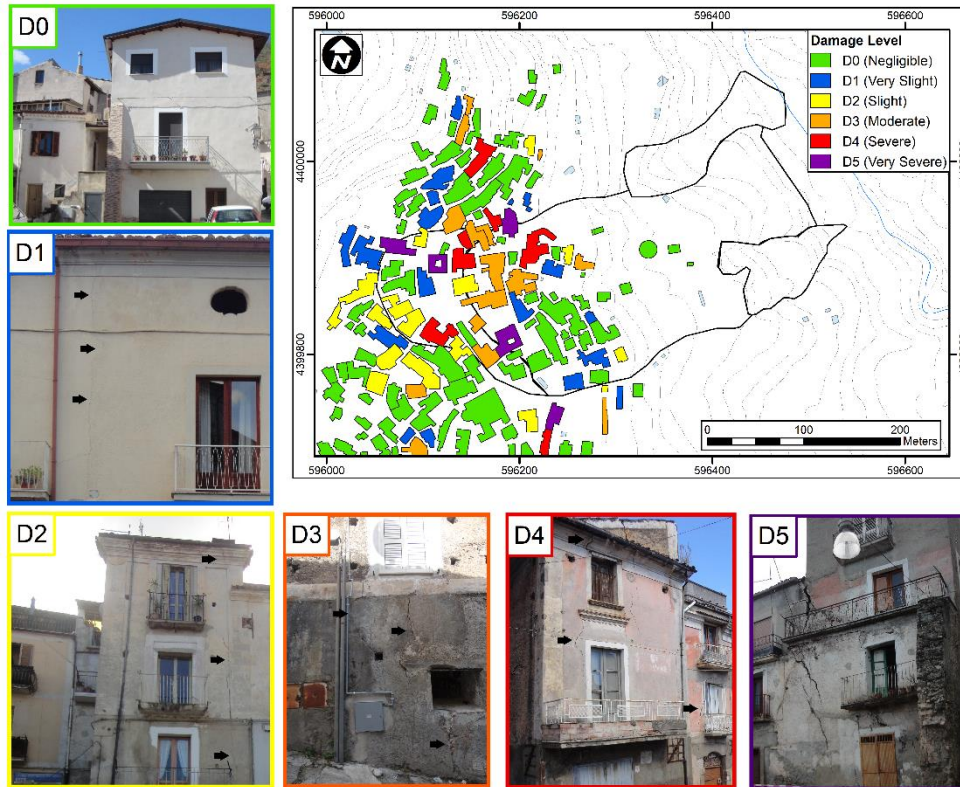 D0
596000
596200
596400
596600
4400000
4399800
N
Damage Level
D0 (Negligible)
D1 (Very Slight)
D2 (Slight)
D3 (Moderate)
D4 (Severe)
D5 (Very Severe)
0
100
200
Meters
596000
596200
596400
596600
D1
D2
D3
D4
D5